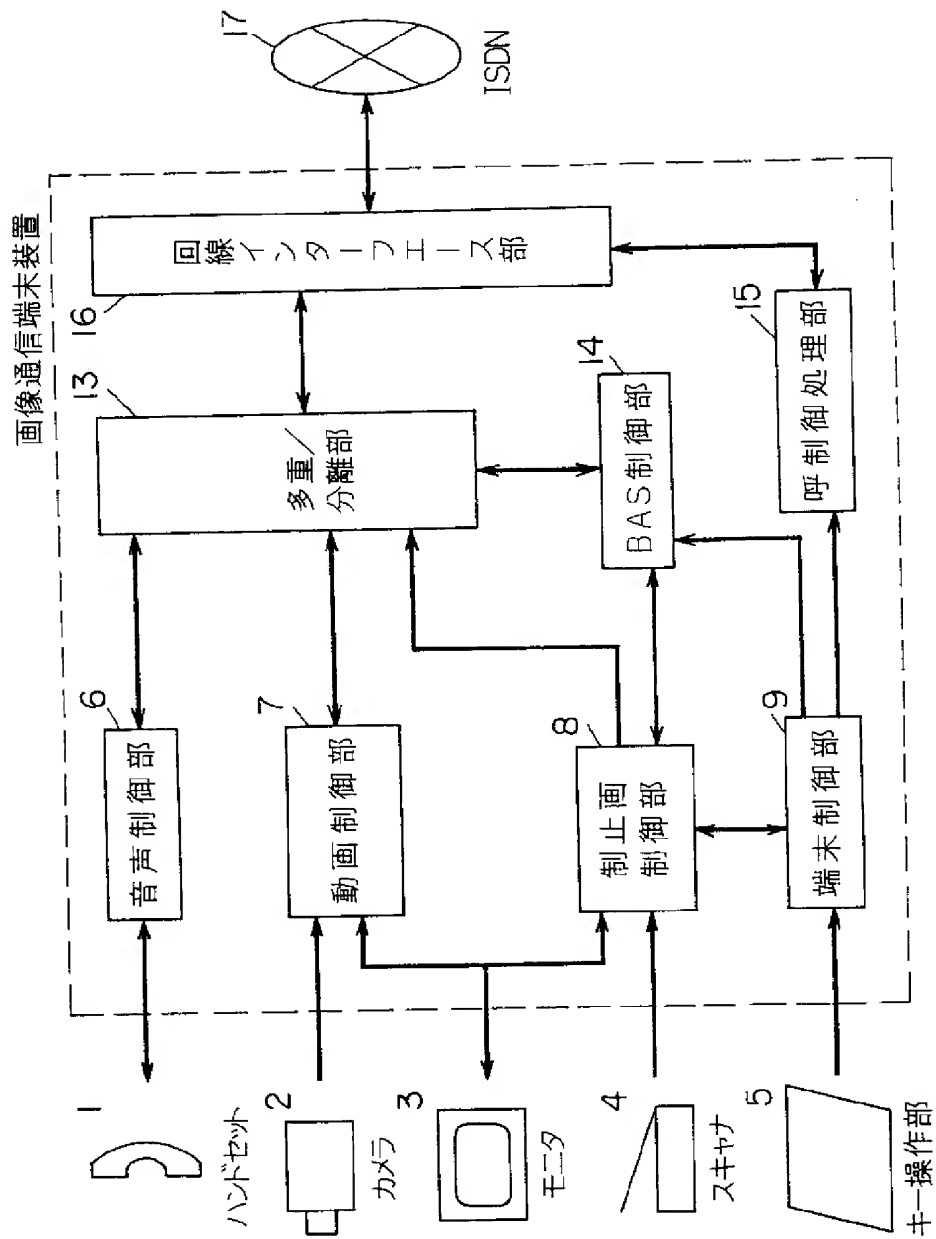 画像通信端末装置
1
ハンドセット
2
カメラ
3
モニタ
4
スキャナ
5
キー操作部
6
音声制御部
7
動画制御部
8
制止画
制御部
9
端末制御部
13
多重／
分離部
14
BAS制御部
15
呼制御処理部
16
回線インターフエース部
17
ISDN